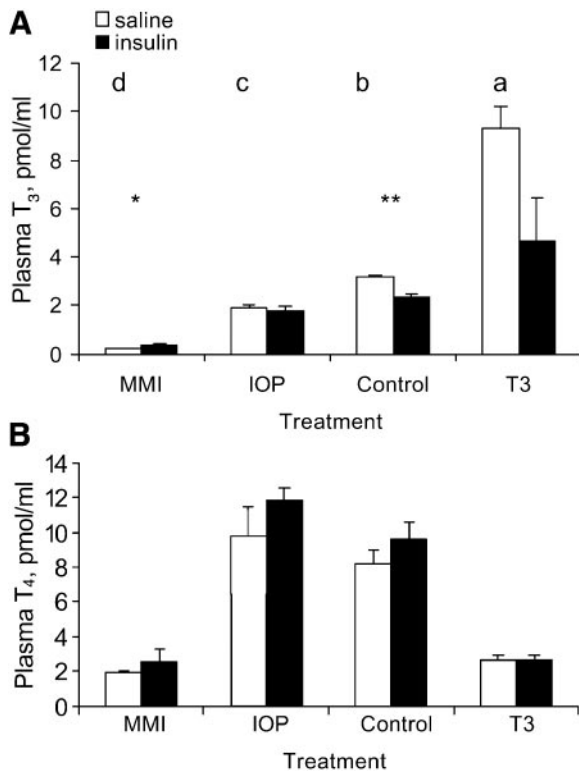 A
saline
insulin
12
10
8
6
4
2
0
Plasma T₃, pmol/ml
d
c
b
a
*
**
MMI
IOP
Control
T3
Treatment
B
14
12
10
8
6
4
2
0
Plasma T₄, pmol/ml
MMI
IOP
Control
T3
Treatment